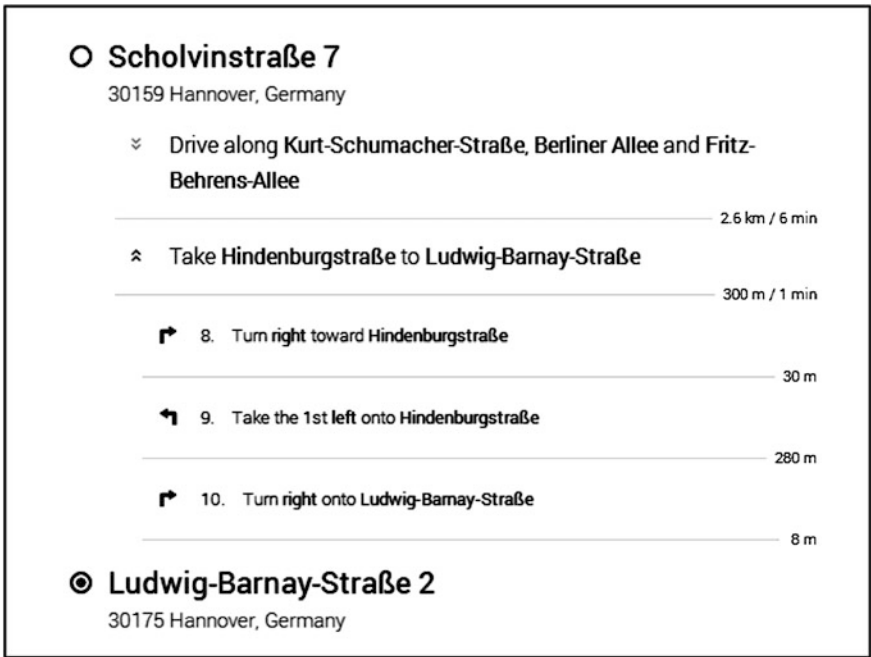 Scholvinstraße 7
30159 Hannover, Germany
Drive along Kurt-Schumacher-Straße, Berliner Allee and Fritz-
Behrens-Allee
2.6 km / 6 min
Take Hindenburgstraße to Ludwig-Barnay-Straße
300 m / 1 min
8. Turn right toward Hindenburgstraße
30 m
9. Take the 1st left onto Hindenburgstraße
280 m
10. Turn right onto Ludwig-Barnay-Straße
8 m
Ludwig-Barnay-Straße 2
30175 Hannover, Germany